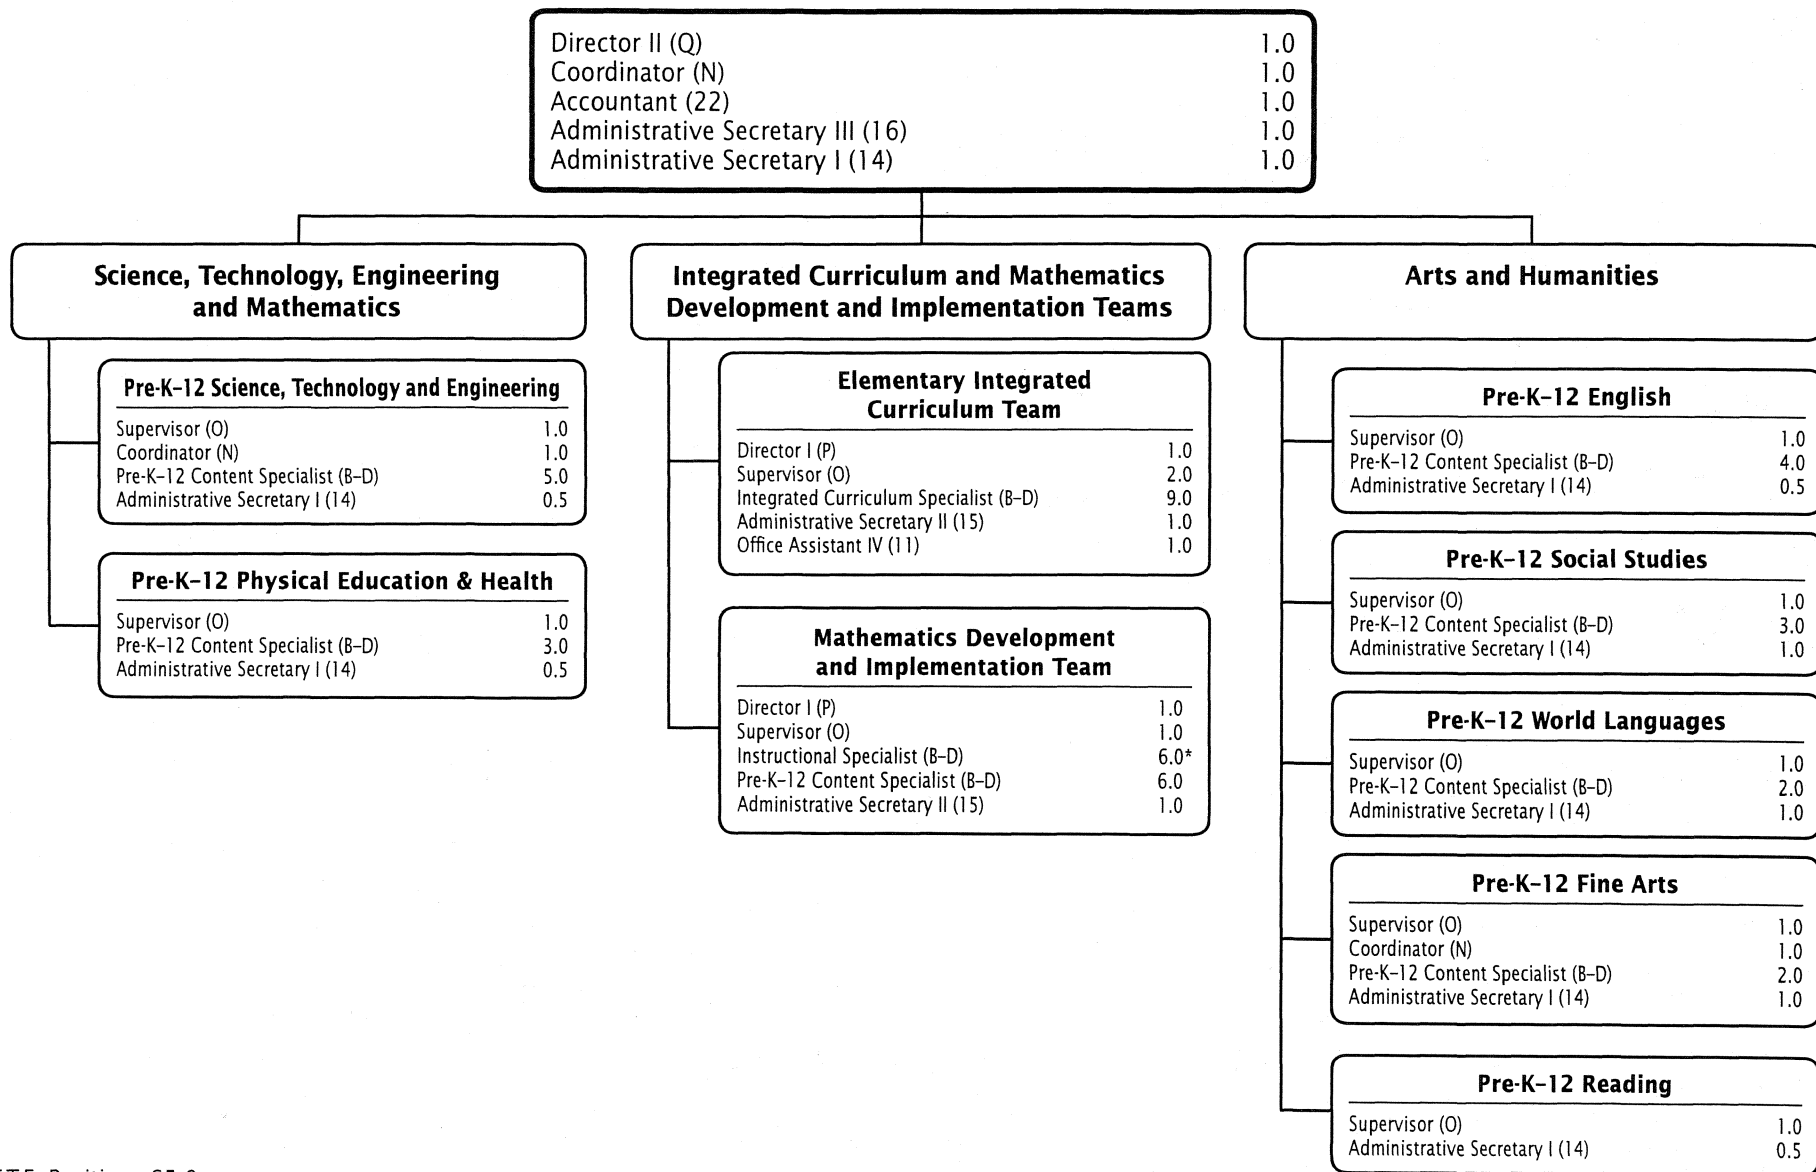 Director II (Q) 1.0
Coordinator (N) 1.0
Accountant (22) 1.0
Administrative Secretary III (16) 1.0
Administrative Secretary I (14) 1.0
Science, Technology, Engineering
and Mathematics
Pre-K–12 Science, Technology and Engineering
Supervisor (O) 1.0
Coordinator (N) 1.0
Pre-K–12 Content Specialist (B–D) 5.0
Administrative Secretary I (14) 0.5
Pre-K–12 Physical Education & Health
Supervisor (O) 1.0
Pre-K–12 Content Specialist (B–D) 3.0
Administrative Secretary I (14) 0.5
Integrated Curriculum and Mathematics
Development and Implementation Teams
Elementary Integrated
Curriculum Team
Director I (P) 1.0
Supervisor (O) 2.0
Integrated Curriculum Specialist (B–D) 9.0
Administrative Secretary II (15) 1.0
Office Assistant IV (11) 1.0
Mathematics Development
and Implementation Team
Director I (P) 1.0
Supervisor (O) 1.0
Instructional Specialist (B–D) 6.0*
Pre-K–12 Content Specialist (B–D) 6.0
Administrative Secretary II (15) 1.0
Arts and Humanities
Pre-K–12 English
Supervisor (O) 1.0
Pre-K–12 Content Specialist (B–D) 4.0
Administrative Secretary I (14) 0.5
Pre-K–12 Social Studies
Supervisor (O) 1.0
Pre-K–12 Content Specialist (B–D) 3.0
Administrative Secretary I (14) 1.0
Pre-K–12 World Languages
Supervisor (O) 1.0
Pre-K–12 Content Specialist (B–D) 2.0
Administrative Secretary I (14) 1.0
Pre-K–12 Fine Arts
Supervisor (O) 1.0
Coordinator (N) 1.0
Pre-K–12 Content Specialist (B–D) 2.0
Administrative Secretary I (14) 1.0
Pre-K–12 Reading
Supervisor (O) 1.0
Administrative Secretary I (14) 0.5